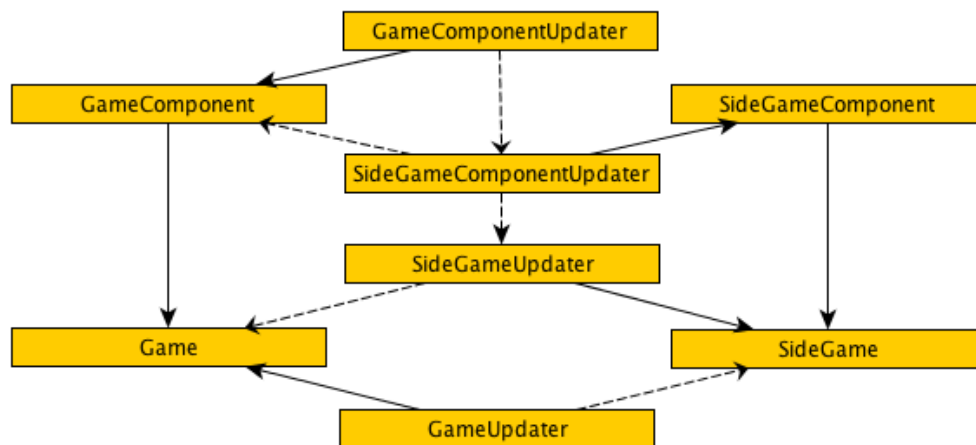 GameComponentUpdater
GameComponent
SideGameComponent
SideGameComponentUpdater
SideGameUpdater
Game
SideGame
GameUpdater